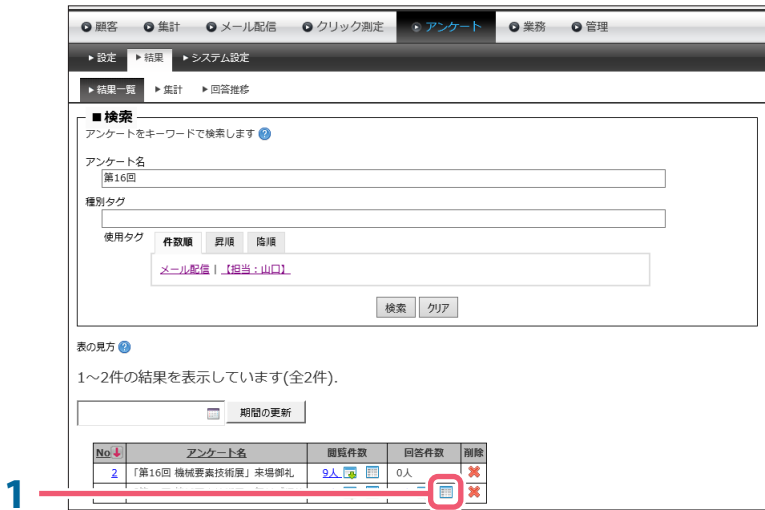 顧客 集計 メール配信 クリック測定 アンケート 業務 管理
設定 結果 システム設定
結果一覧 集計 回答推移
■検索
アンケートをキーワードで検索します
アンケート名
第16回
種別タグ
使用タグ 件数順 昇順 降順
メール配信 | 【担当：山口】
検索 クリア
表の見方
1～2件の結果を表示しています(全2件).
期間の更新
No アンケート名 閲覧件数 回答件数 削除
2 「第16回 機械要素技術展」来場御礼 9人 0人
1